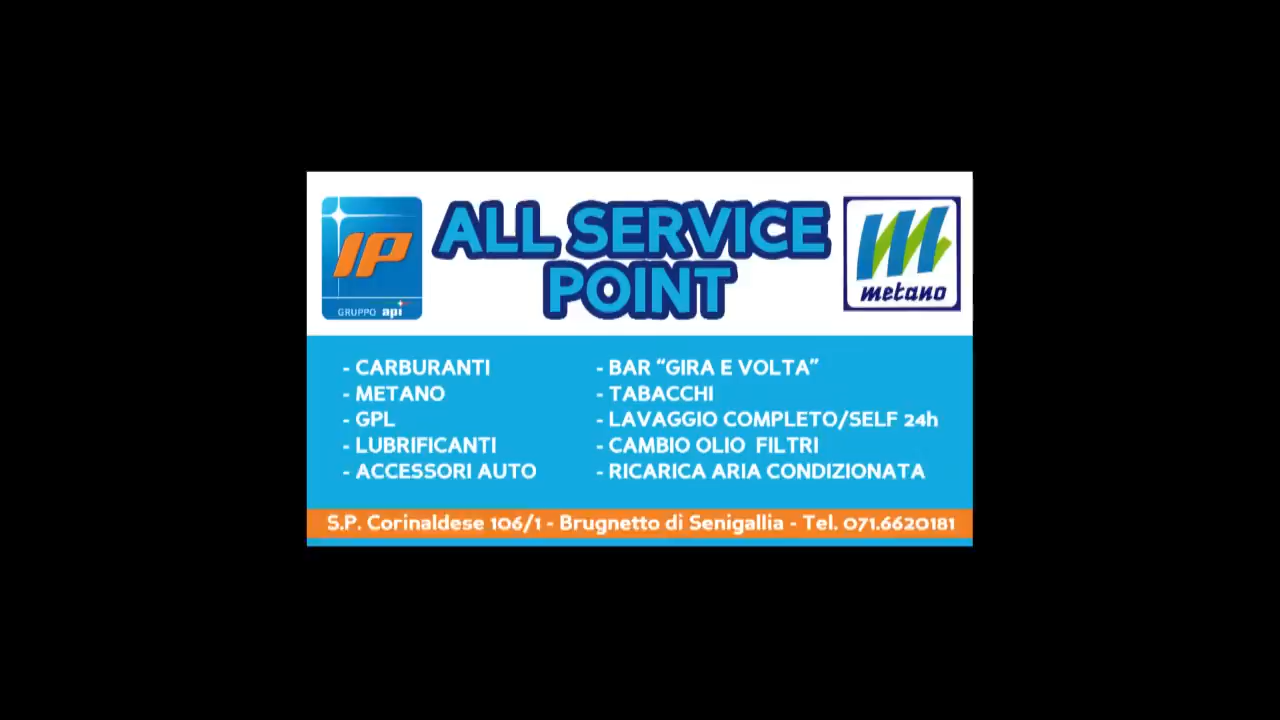 IP
GRUPPO api
ALL SERVICE
POINT
metano
- CARBURANTI
- METANO
- GPL
- LUBRIFICANTI
- ACCESSORI AUTO
- BAR “GIRA E VOLTA”
- TABACCHI
- LAVAGGIO COMPLETO/SELF 24h
- CAMBIO OLIO FILTRI
- RICARICA ARIA CONDIZIONATA
S.P. Corinaldese 106/1 - Brugnetto di Senigallia - Tel. 071.6620181